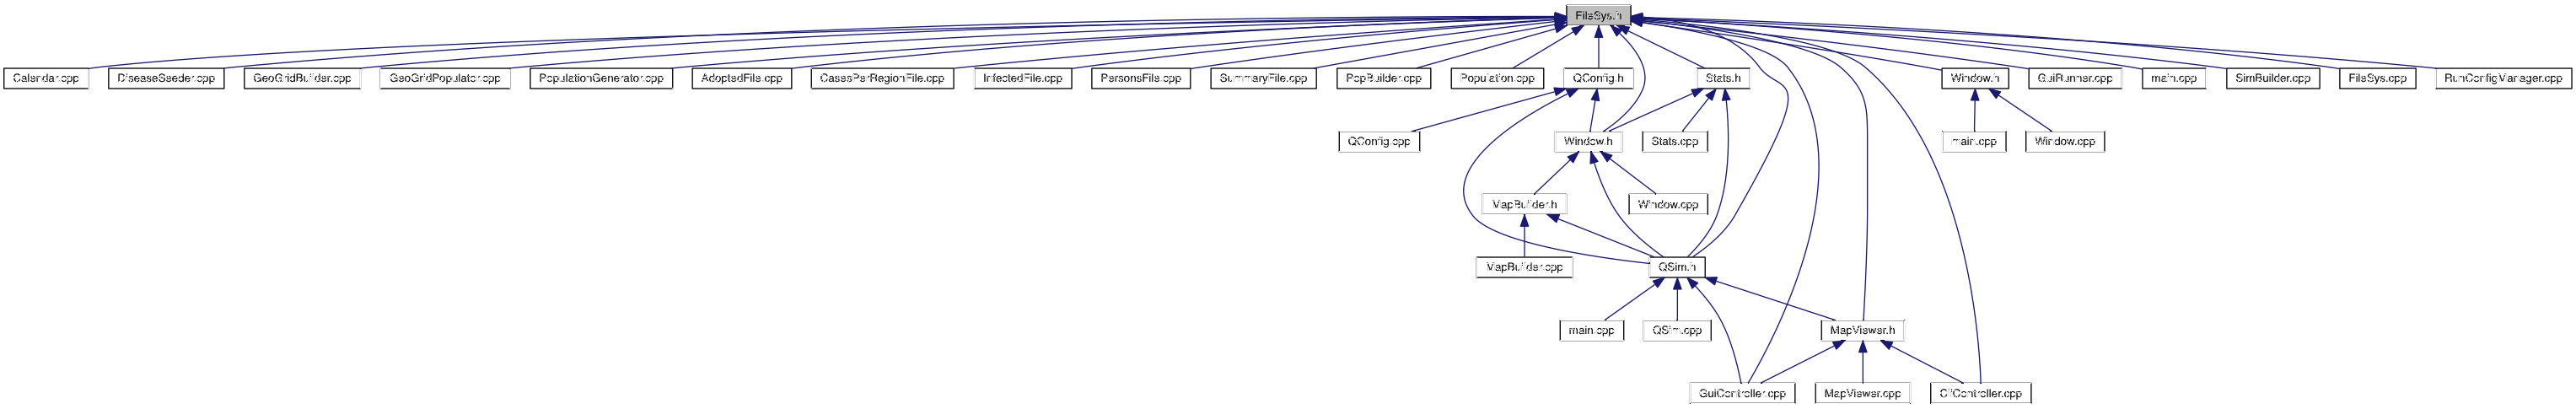 FileSys.h
Calendar.cpp
DiseaseSeeder.cpp
GeoGridBuilder.cpp
GeoGridPopulator.cpp
PopulationGenerator.cpp
AdoptedFile.cpp
CasesPerRegionFile.cpp
InfectedFile.cpp
PersonsFile.cpp
SummaryFile.cpp
PopBuilder.cpp
Population.cpp
QConfig.h
Stats.h
Window.h
GuiRunner.cpp
main.cpp
SimBuilder.cpp
FileSys.cpp
RunConfigManager.cpp
QConfig.cpp
Window.h
Stats.cpp
main.cpp
Window.cpp
MapBuilder.h
Window.cpp
MapBuilder.cpp
QSim.h
main.cpp
QSim.cpp
MapViewer.h
GuiController.cpp
MapViewer.cpp
CliController.cpp